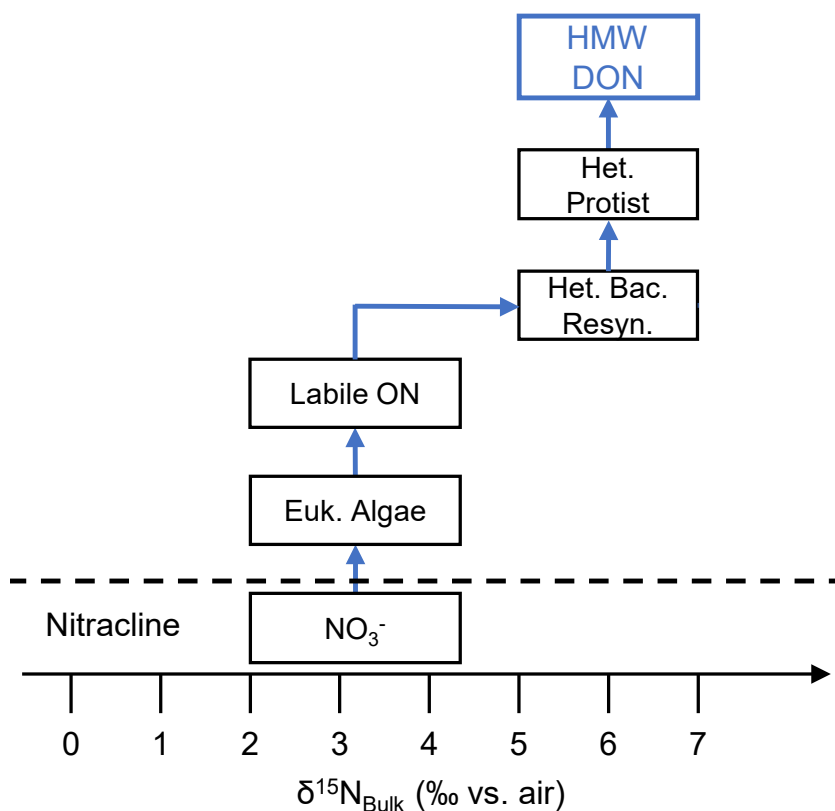 HMW
DON
Het.
Protist
Het. Bac.
Resyn.
Labile ON
Euk. Algae
Nitracline
NO₃⁻
0 1 2 3 4 5 6 7
δ¹⁵N_Bulk (‰ vs. air)